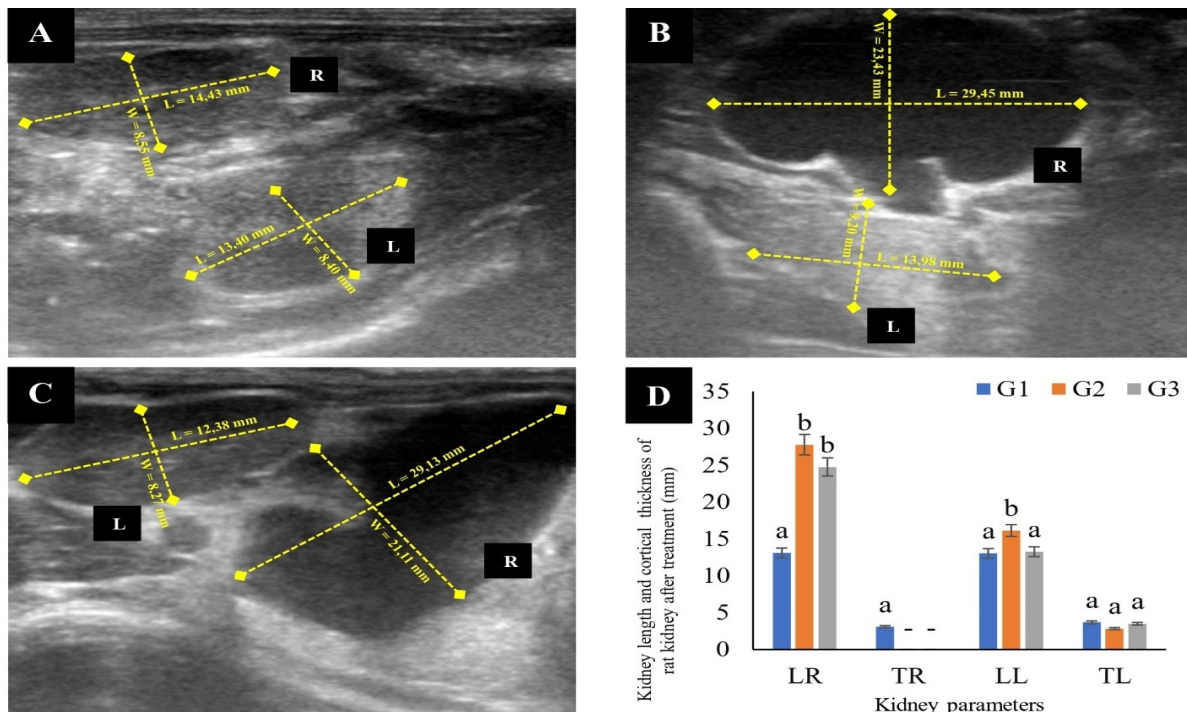 A
R
L = 14,43 mm
W = 8,55 mm
L = 13,40 mm
W = 8,40 mm
L
B
W = 23,43 mm
L = 29,45 mm
R
W = 9,20 mm
L = 13,98 mm
L
C
L = 12,38 mm
W = 8,27 mm
L
L = 29,13 mm
W = 21,11 mm
R
D
G1 G2 G3
Kidney length and cortical thickness of
rat kidney after treatment (mm)
35
30
25
20
15
10
5
0
a b b
a - -
a b a
a a a
LR TR LL TL
Kidney parameters